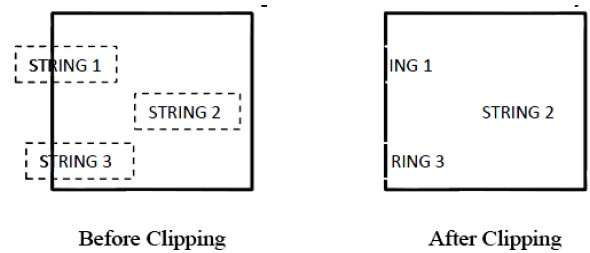 STRING 1
STRING 2
STRING 3
Before Clipping
ING 1
STRING 2
RING 3
After Clipping